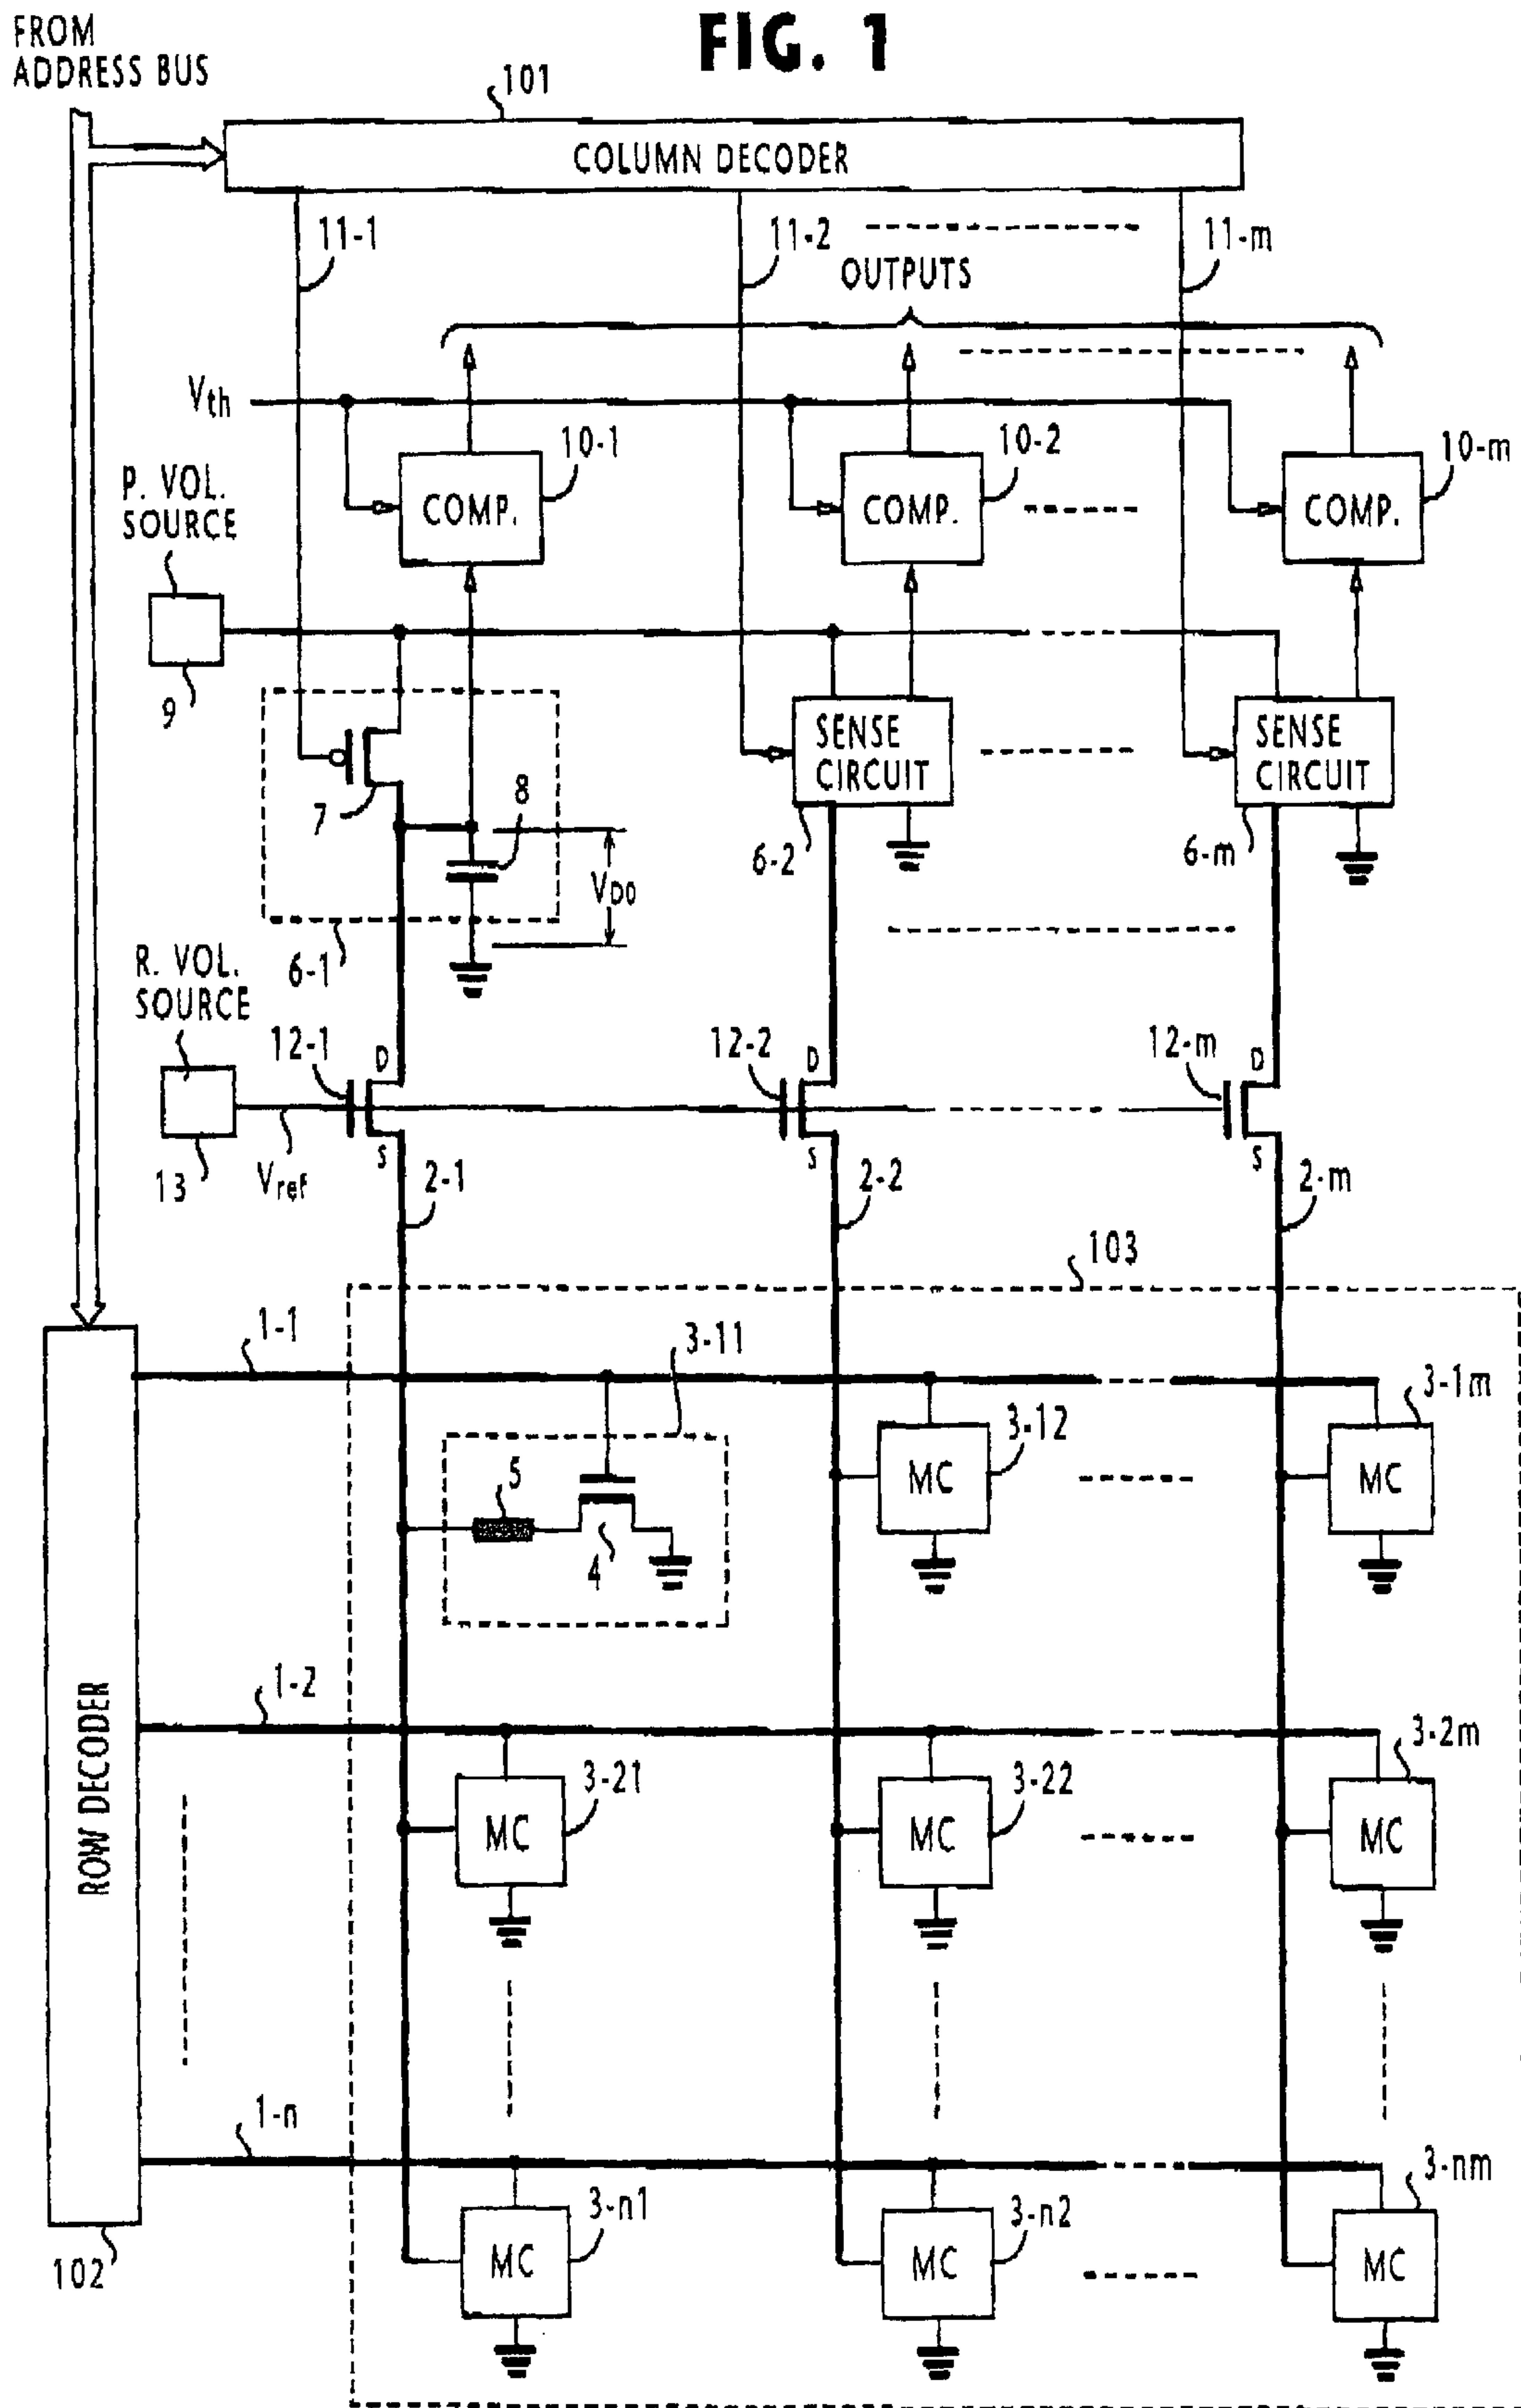 FROM
ADDRESS BUS
FIG. 1
101
COLUMN DECODER
11-1
11-2
11-m
OUTPUTS
Vth
10-1
10-2
10-m
P. VOL.
SOURCE
COMP.
COMP.
COMP.
9
SENSE
CIRCUIT
SENSE
CIRCUIT
7
8
VD0
6-1
6-2
6-m
R. VOL.
SOURCE
12-1
D
12-2
D
12-m
D
13
Vref
S
S
S
2-1
2-2
2-m
103
1-1
3-11
3-12
3-1m
5
4
MC
MC
1-2
3-21
3-22
3-2m
MC
MC
MC
ROW DECODER
1-n
3-n1
3-n2
3-nm
MC
MC
MC
102